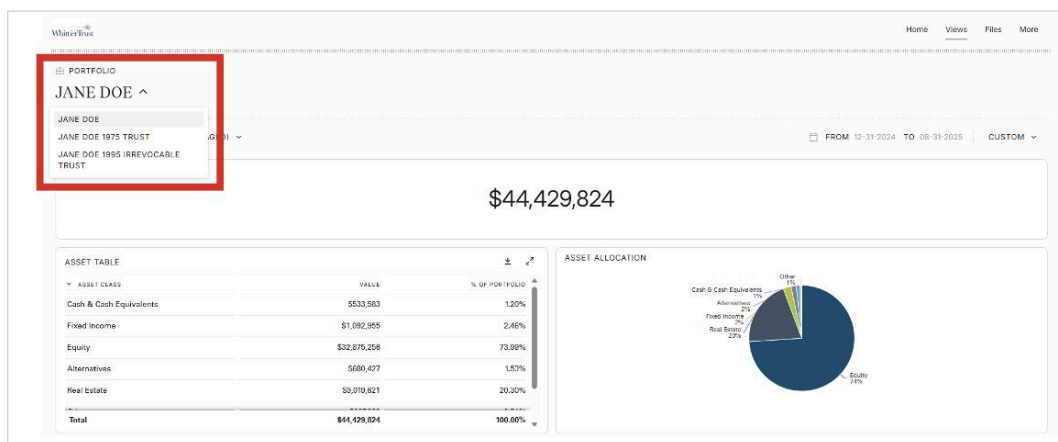 WhittierTrust
Home Views Files More
PORTFOLIO
JANE DOE
JANE DOE
JANE DOE 1975 TRUST
JANE DOE 1995 IRREVOCABLE
TRUST
FROM 12-31-2024 TO 08-31-2025 CUSTOM
$44,429,824
ASSET TABLE
ASSET CLASS VALUE % OF PORTFOLIO
Cash & Cash Equivalents $533,583 1.20%
Fixed Income $1,092,955 2.46%
Equity $32,875,256 73.99%
Alternatives $680,427 1.53%
Real Estate $9,019,621 20.30%
Total $44,429,824 100.00%
ASSET ALLOCATION
Other
1%
Cash & Cash Equivalents
1%
Alternatives
2%
Fixed Income
2%
Real Estate
20%
Equity
74%